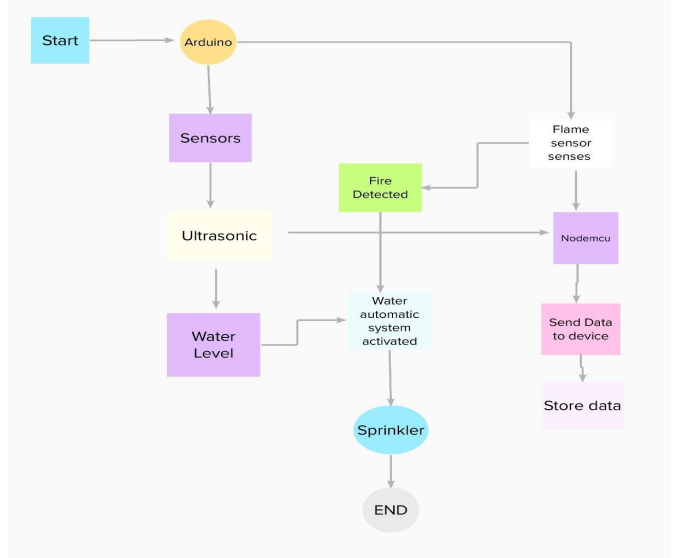 Start
Arduino
Sensors
Flame
sensor
senses
Fire
Detected
Ultrasonic
Nodemcu
Water
Level
Water
automatic
system
activated
Send Data
to device
Store data
Sprinkler
END